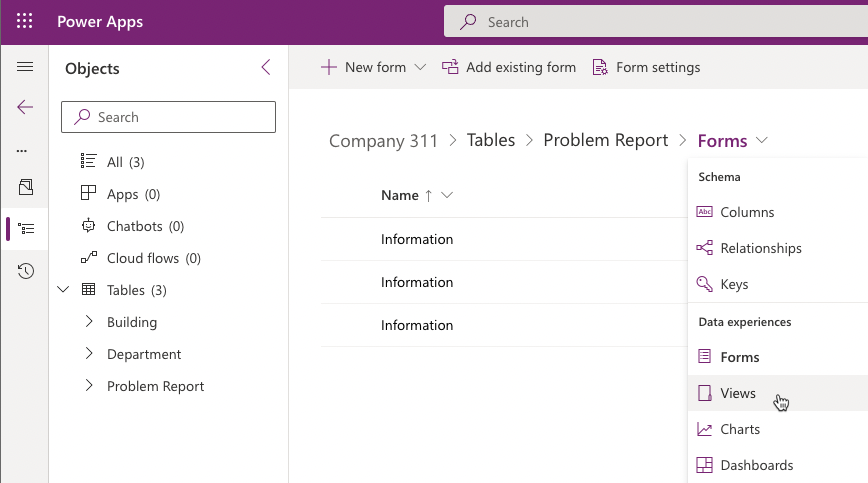 Power Apps
Search
Objects
New form
Add existing form
Form settings
Search
All (3)
Apps (0)
Chatbots (0)
Cloud flows (0)
Tables (3)
Building
Department
Problem Report
Company 311 > Tables > Problem Report > Forms
Name ↑
Information
Information
Information
Schema
Abc Columns
Relationships
Keys
Data experiences
Forms
Views
Charts
Dashboards